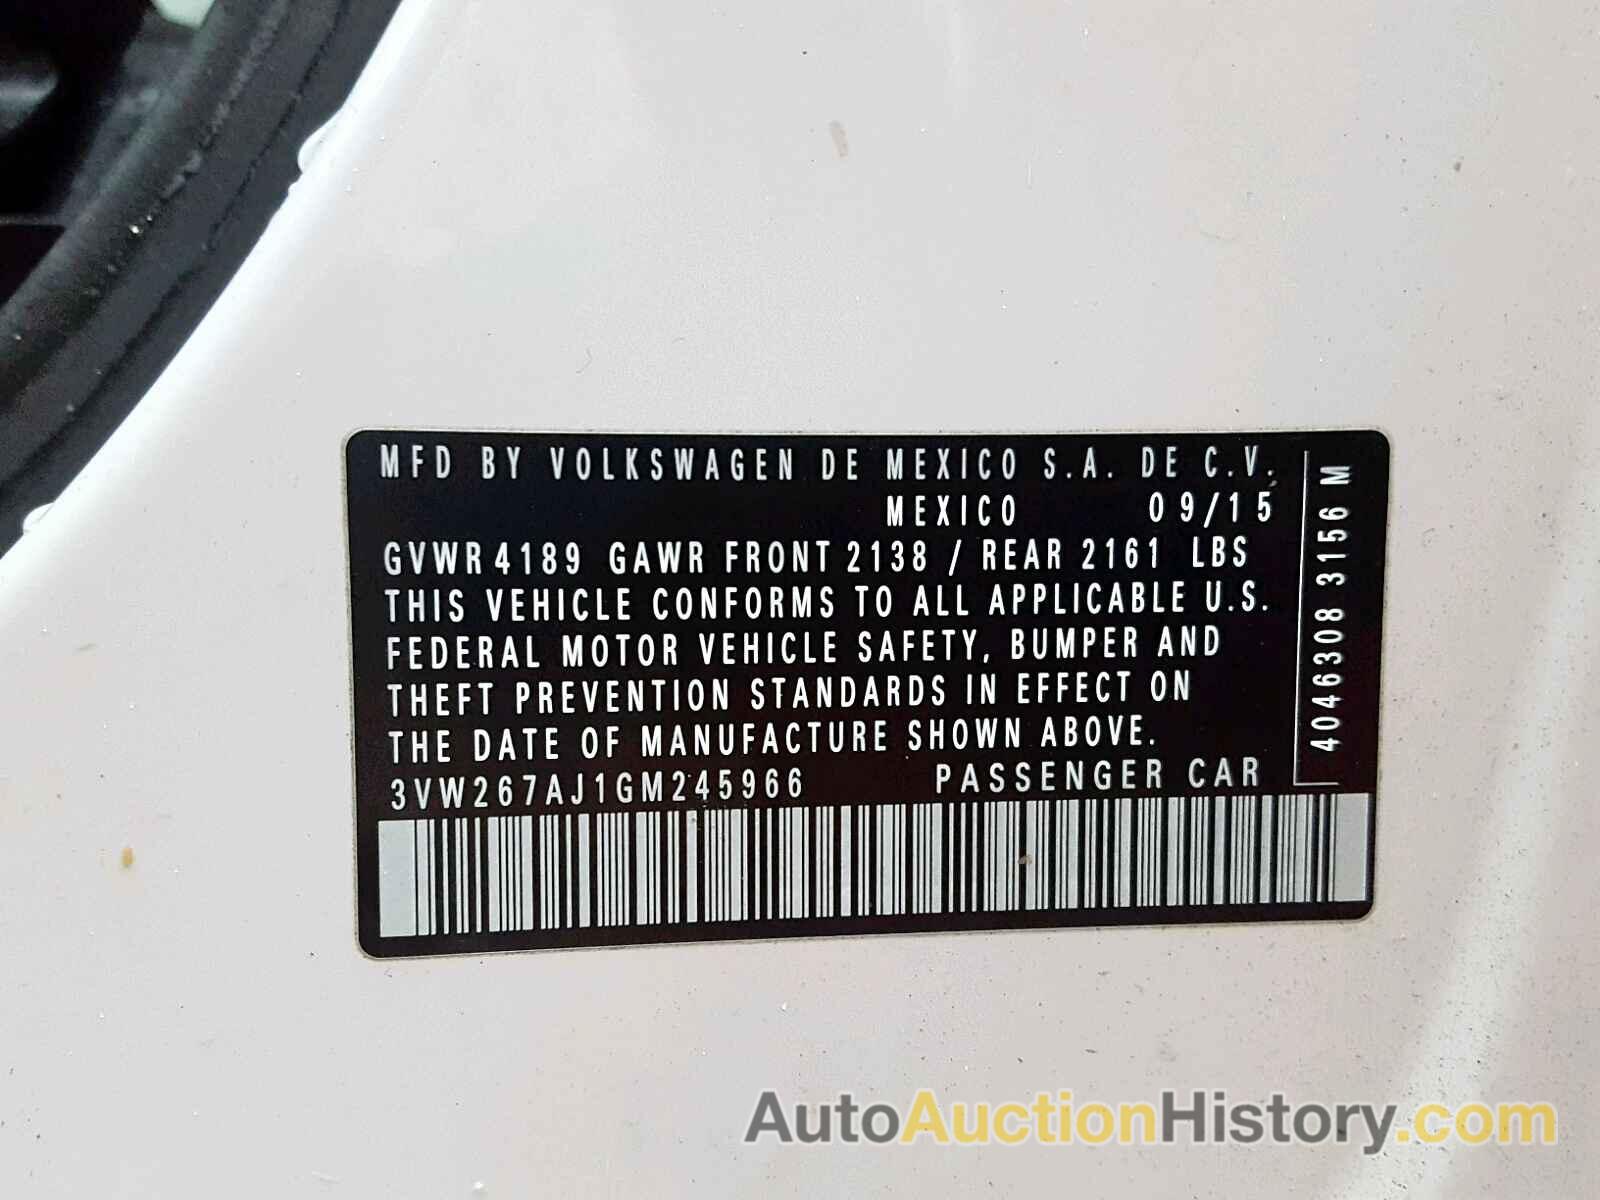 MFD BY VOLKSWAGEN DE MEXICO S.A. DE C.V.
MEXICO 09/15
GVWR 4189 GAWR FRONT 2138 / REAR 2161 LBS
THIS VEHICLE CONFORMS TO ALL APPLICABLE U.S.
FEDERAL MOTOR VEHICLE SAFETY, BUMPER AND
THEFT PREVENTION STANDARDS IN EFFECT ON
THE DATE OF MANUFACTURE SHOWN ABOVE.
3VW267AJ1GM245966 PASSENGER CAR
4046308 3156 M
AutoAuctionHistory.com